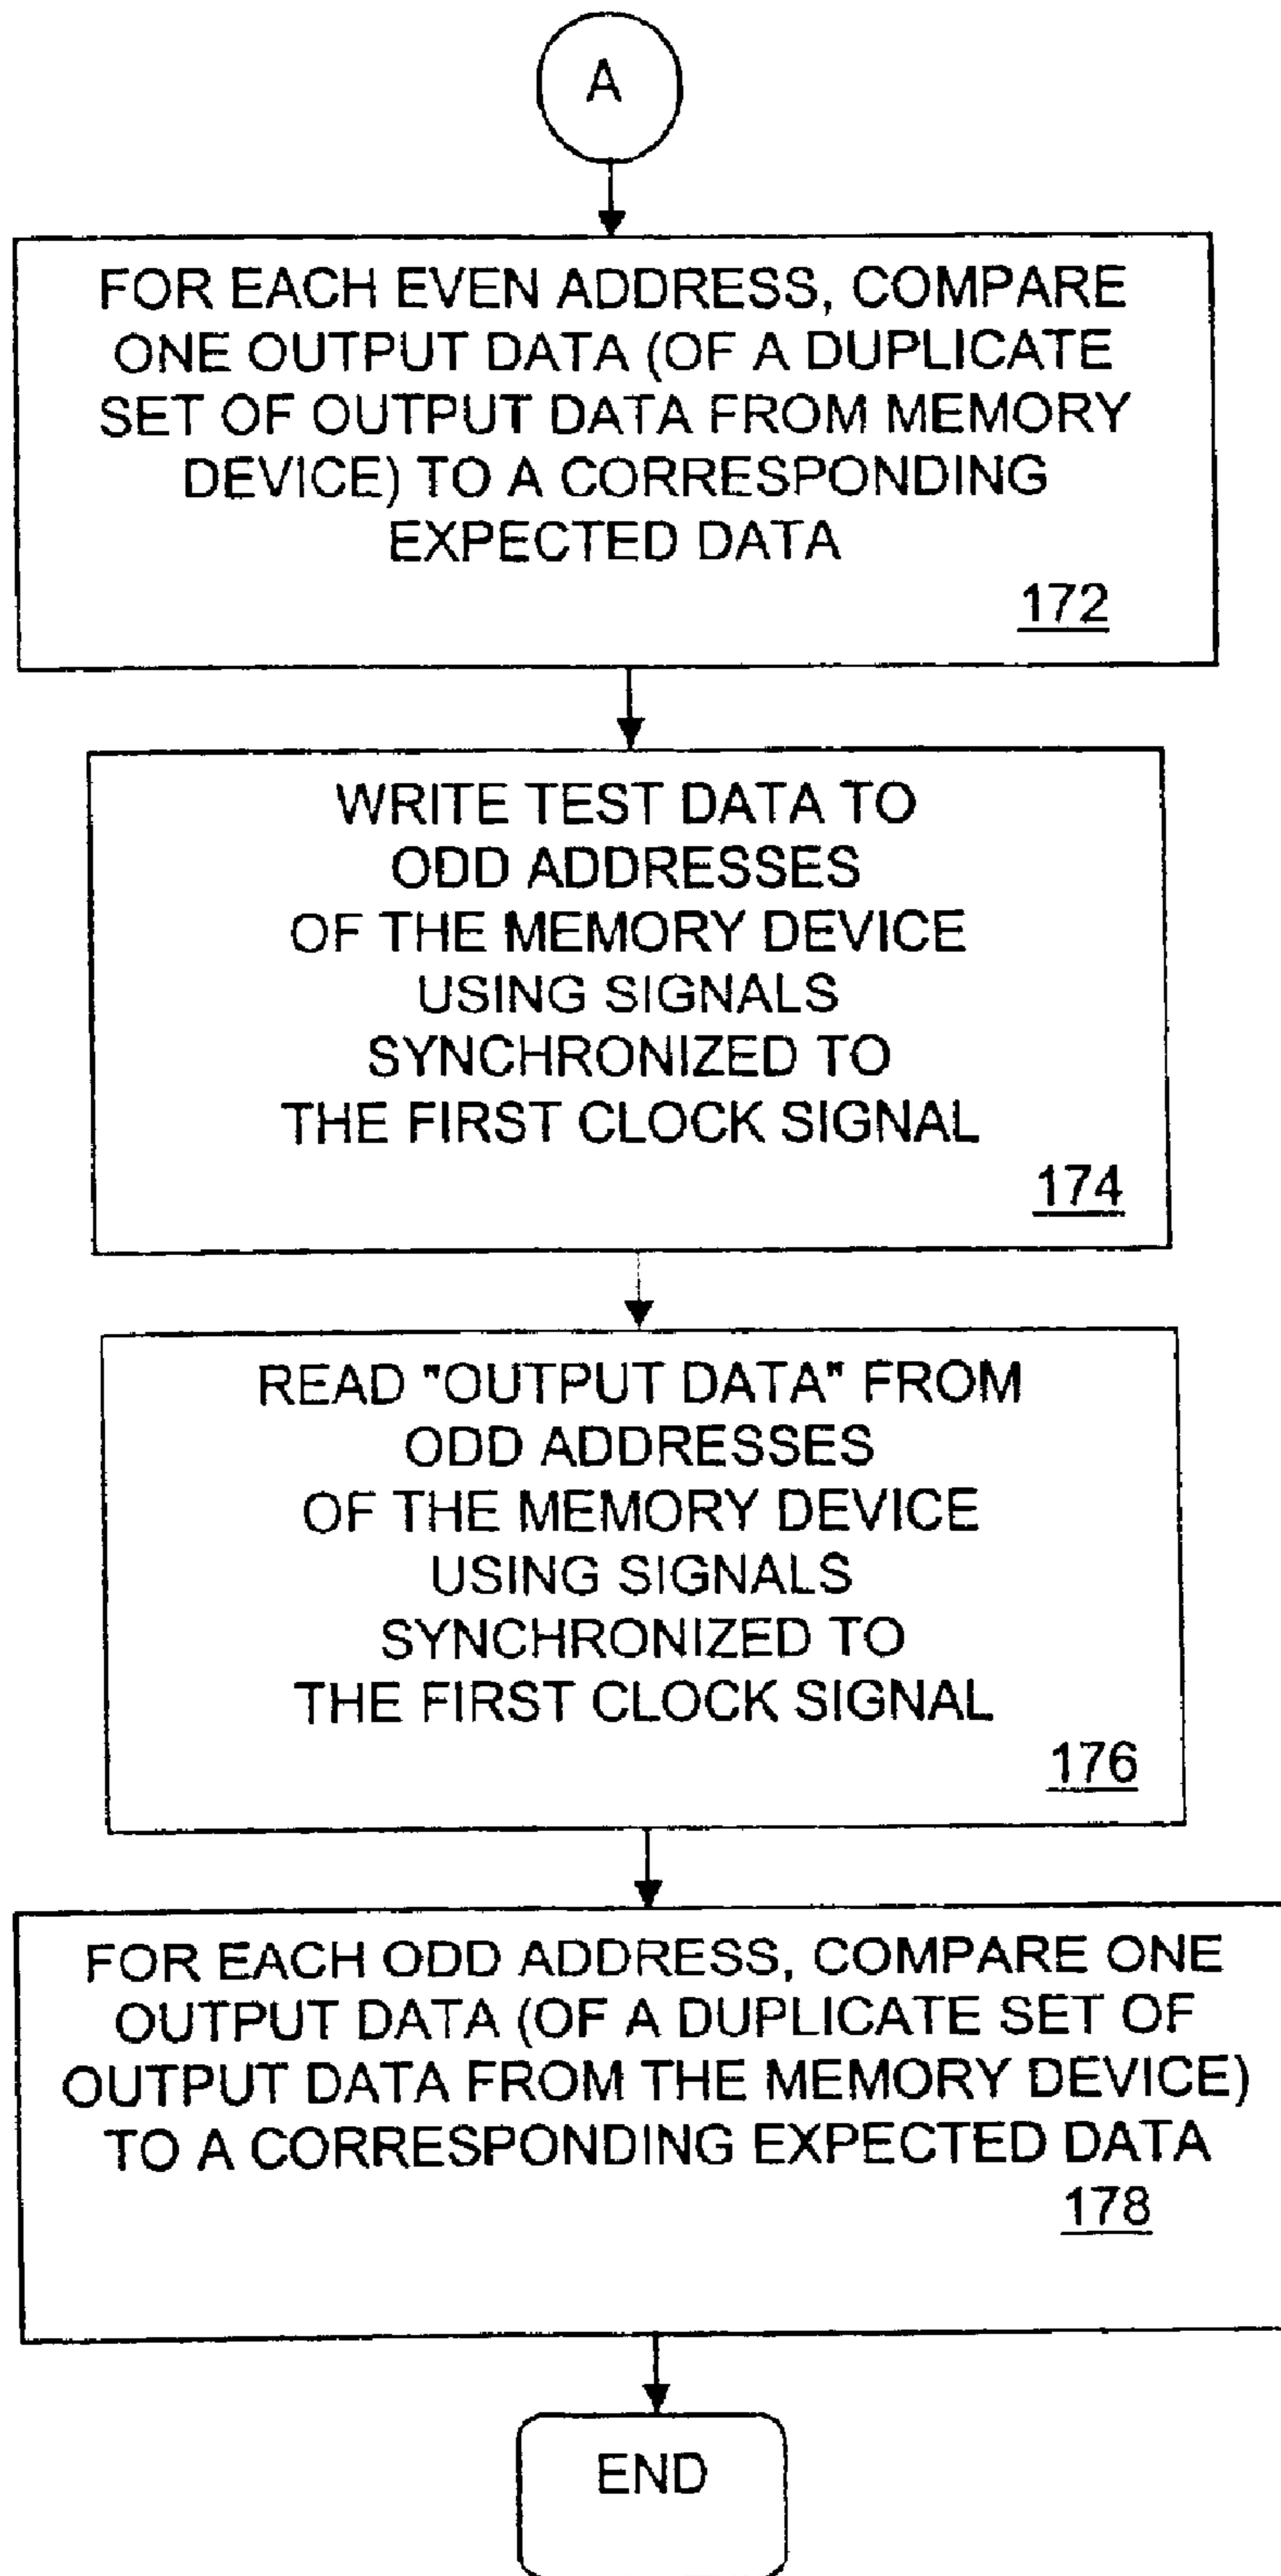 A
FOR EACH EVEN ADDRESS, COMPARE
ONE OUTPUT DATA (OF A DUPLICATE
SET OF OUTPUT DATA FROM MEMORY
DEVICE) TO A CORRESPONDING
EXPECTED DATA
172
WRITE TEST DATA TO
ODD ADDRESSES
OF THE MEMORY DEVICE
USING SIGNALS
SYNCHRONIZED TO
THE FIRST CLOCK SIGNAL
174
READ "OUTPUT DATA" FROM
ODD ADDRESSES
OF THE MEMORY DEVICE
USING SIGNALS
SYNCHRONIZED TO
THE FIRST CLOCK SIGNAL
176
FOR EACH ODD ADDRESS, COMPARE ONE
OUTPUT DATA (OF A DUPLICATE SET OF
OUTPUT DATA FROM THE MEMORY DEVICE)
TO A CORRESPONDING EXPECTED DATA
178
END